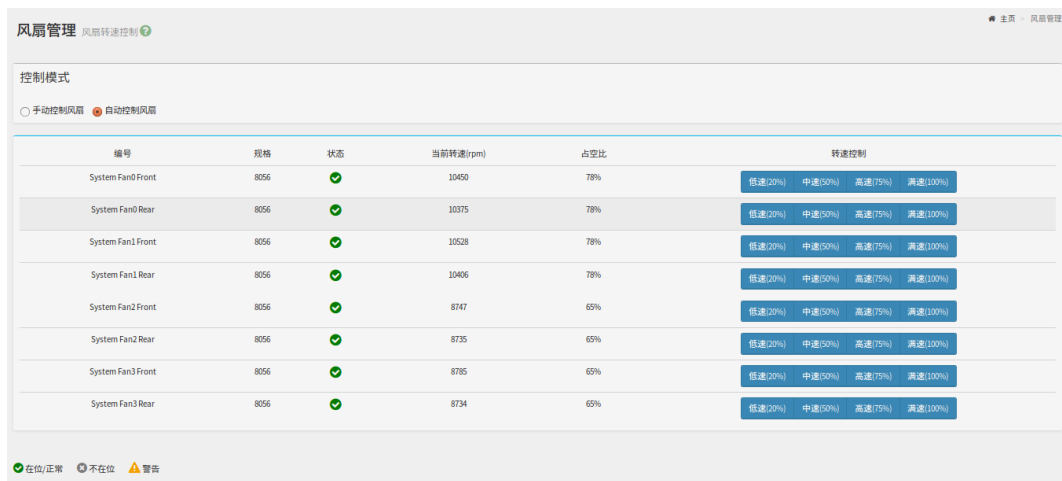 主页 > 风扇管理
风扇管理 风扇转速控制
控制模式
手动控制风扇 自动控制风扇
编号 规格 状态 当前转速(rpm) 占空比 转速控制
System Fan0 Front 8056 10450 78% 低速(20%) 中速(50%) 高速(75%) 满速(100%)
System Fan0 Rear 8056 10375 78% 低速(20%) 中速(50%) 高速(75%) 满速(100%)
System Fan1 Front 8056 10528 78% 低速(20%) 中速(50%) 高速(75%) 满速(100%)
System Fan1 Rear 8056 10406 78% 低速(20%) 中速(50%) 高速(75%) 满速(100%)
System Fan2 Front 8056 8747 65% 低速(20%) 中速(50%) 高速(75%) 满速(100%)
System Fan2 Rear 8056 8735 65% 低速(20%) 中速(50%) 高速(75%) 满速(100%)
System Fan3 Front 8056 8785 65% 低速(20%) 中速(50%) 高速(75%) 满速(100%)
System Fan3 Rear 8056 8734 65% 低速(20%) 中速(50%) 高速(75%) 满速(100%)
在位/正常 不在位 警告